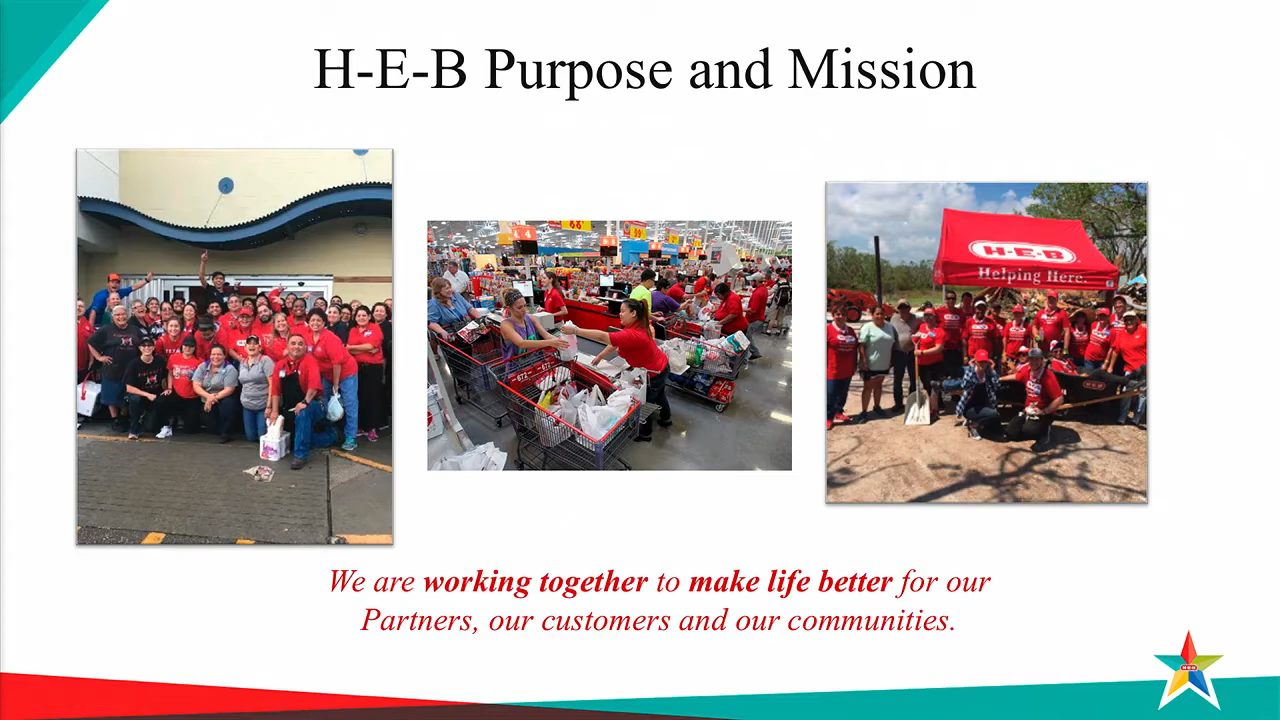 H-E-B Purpose and Mission
H-E-B
Helping Here.
We are working together to make life better for our
Partners, our customers and our communities.
H-E-B